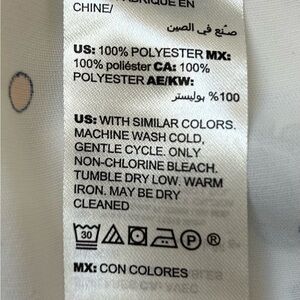 FABRIQUÉ EN
CHINE/
صنع في الصين
US: 100% POLYESTER MX:
100% poliéster CA: 100%
POLYESTER AE/KW:
100% بوليستر
US: WITH SIMILAR COLORS.
MACHINE WASH COLD,
GENTLE CYCLE. ONLY
NON-CHLORINE BLEACH.
TUMBLE DRY LOW. WARM
IRON. MAY BE DRY
CLEANED
30 P ®
MX: CON COLORES